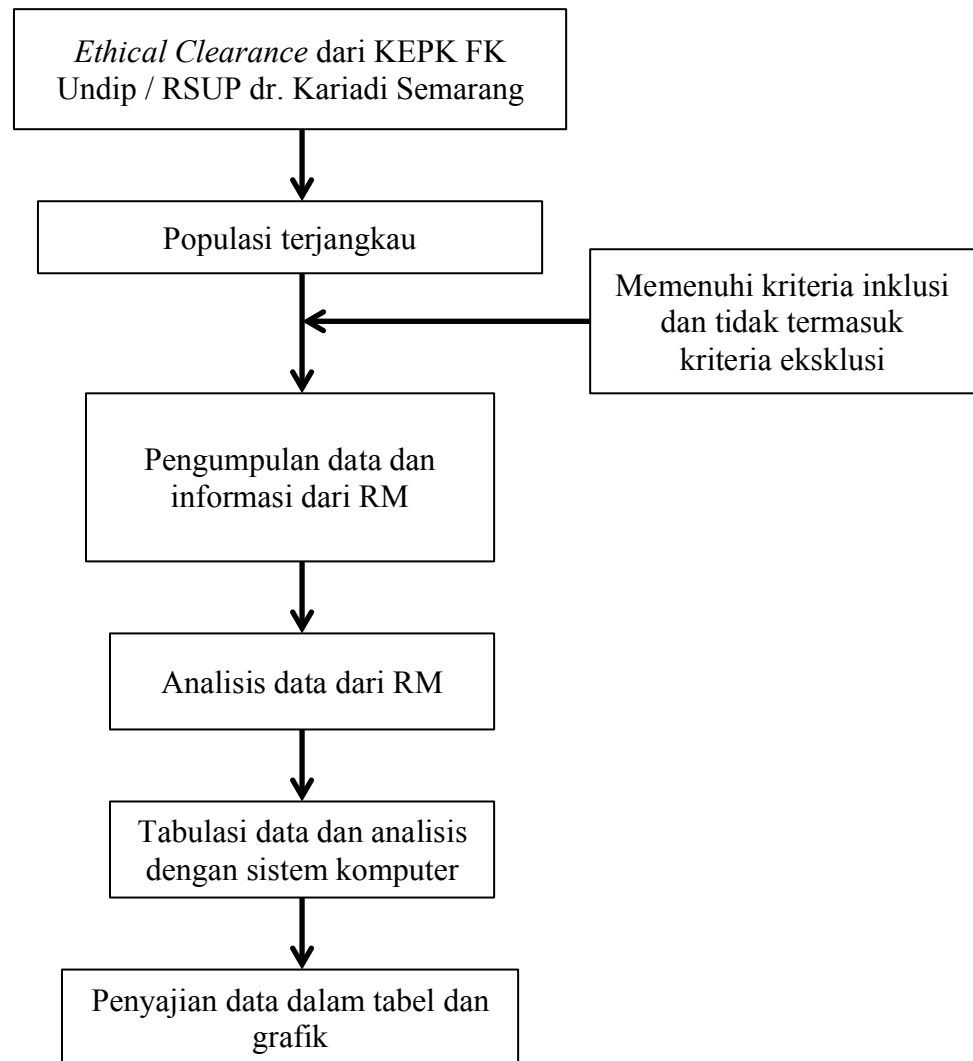 Ethical Clearance dari KEPK FK
Undip / RSUP dr. Kariadi Semarang
Populasi terjangkau
Memenuhi kriteria inklusi
dan tidak termasuk
kriteria eksklusi
Pengumpulan data dan
informasi dari RM
Analisis data dari RM
Tabulasi data dan analisis
dengan sistem komputer
Penyajian data dalam tabel dan
grafik